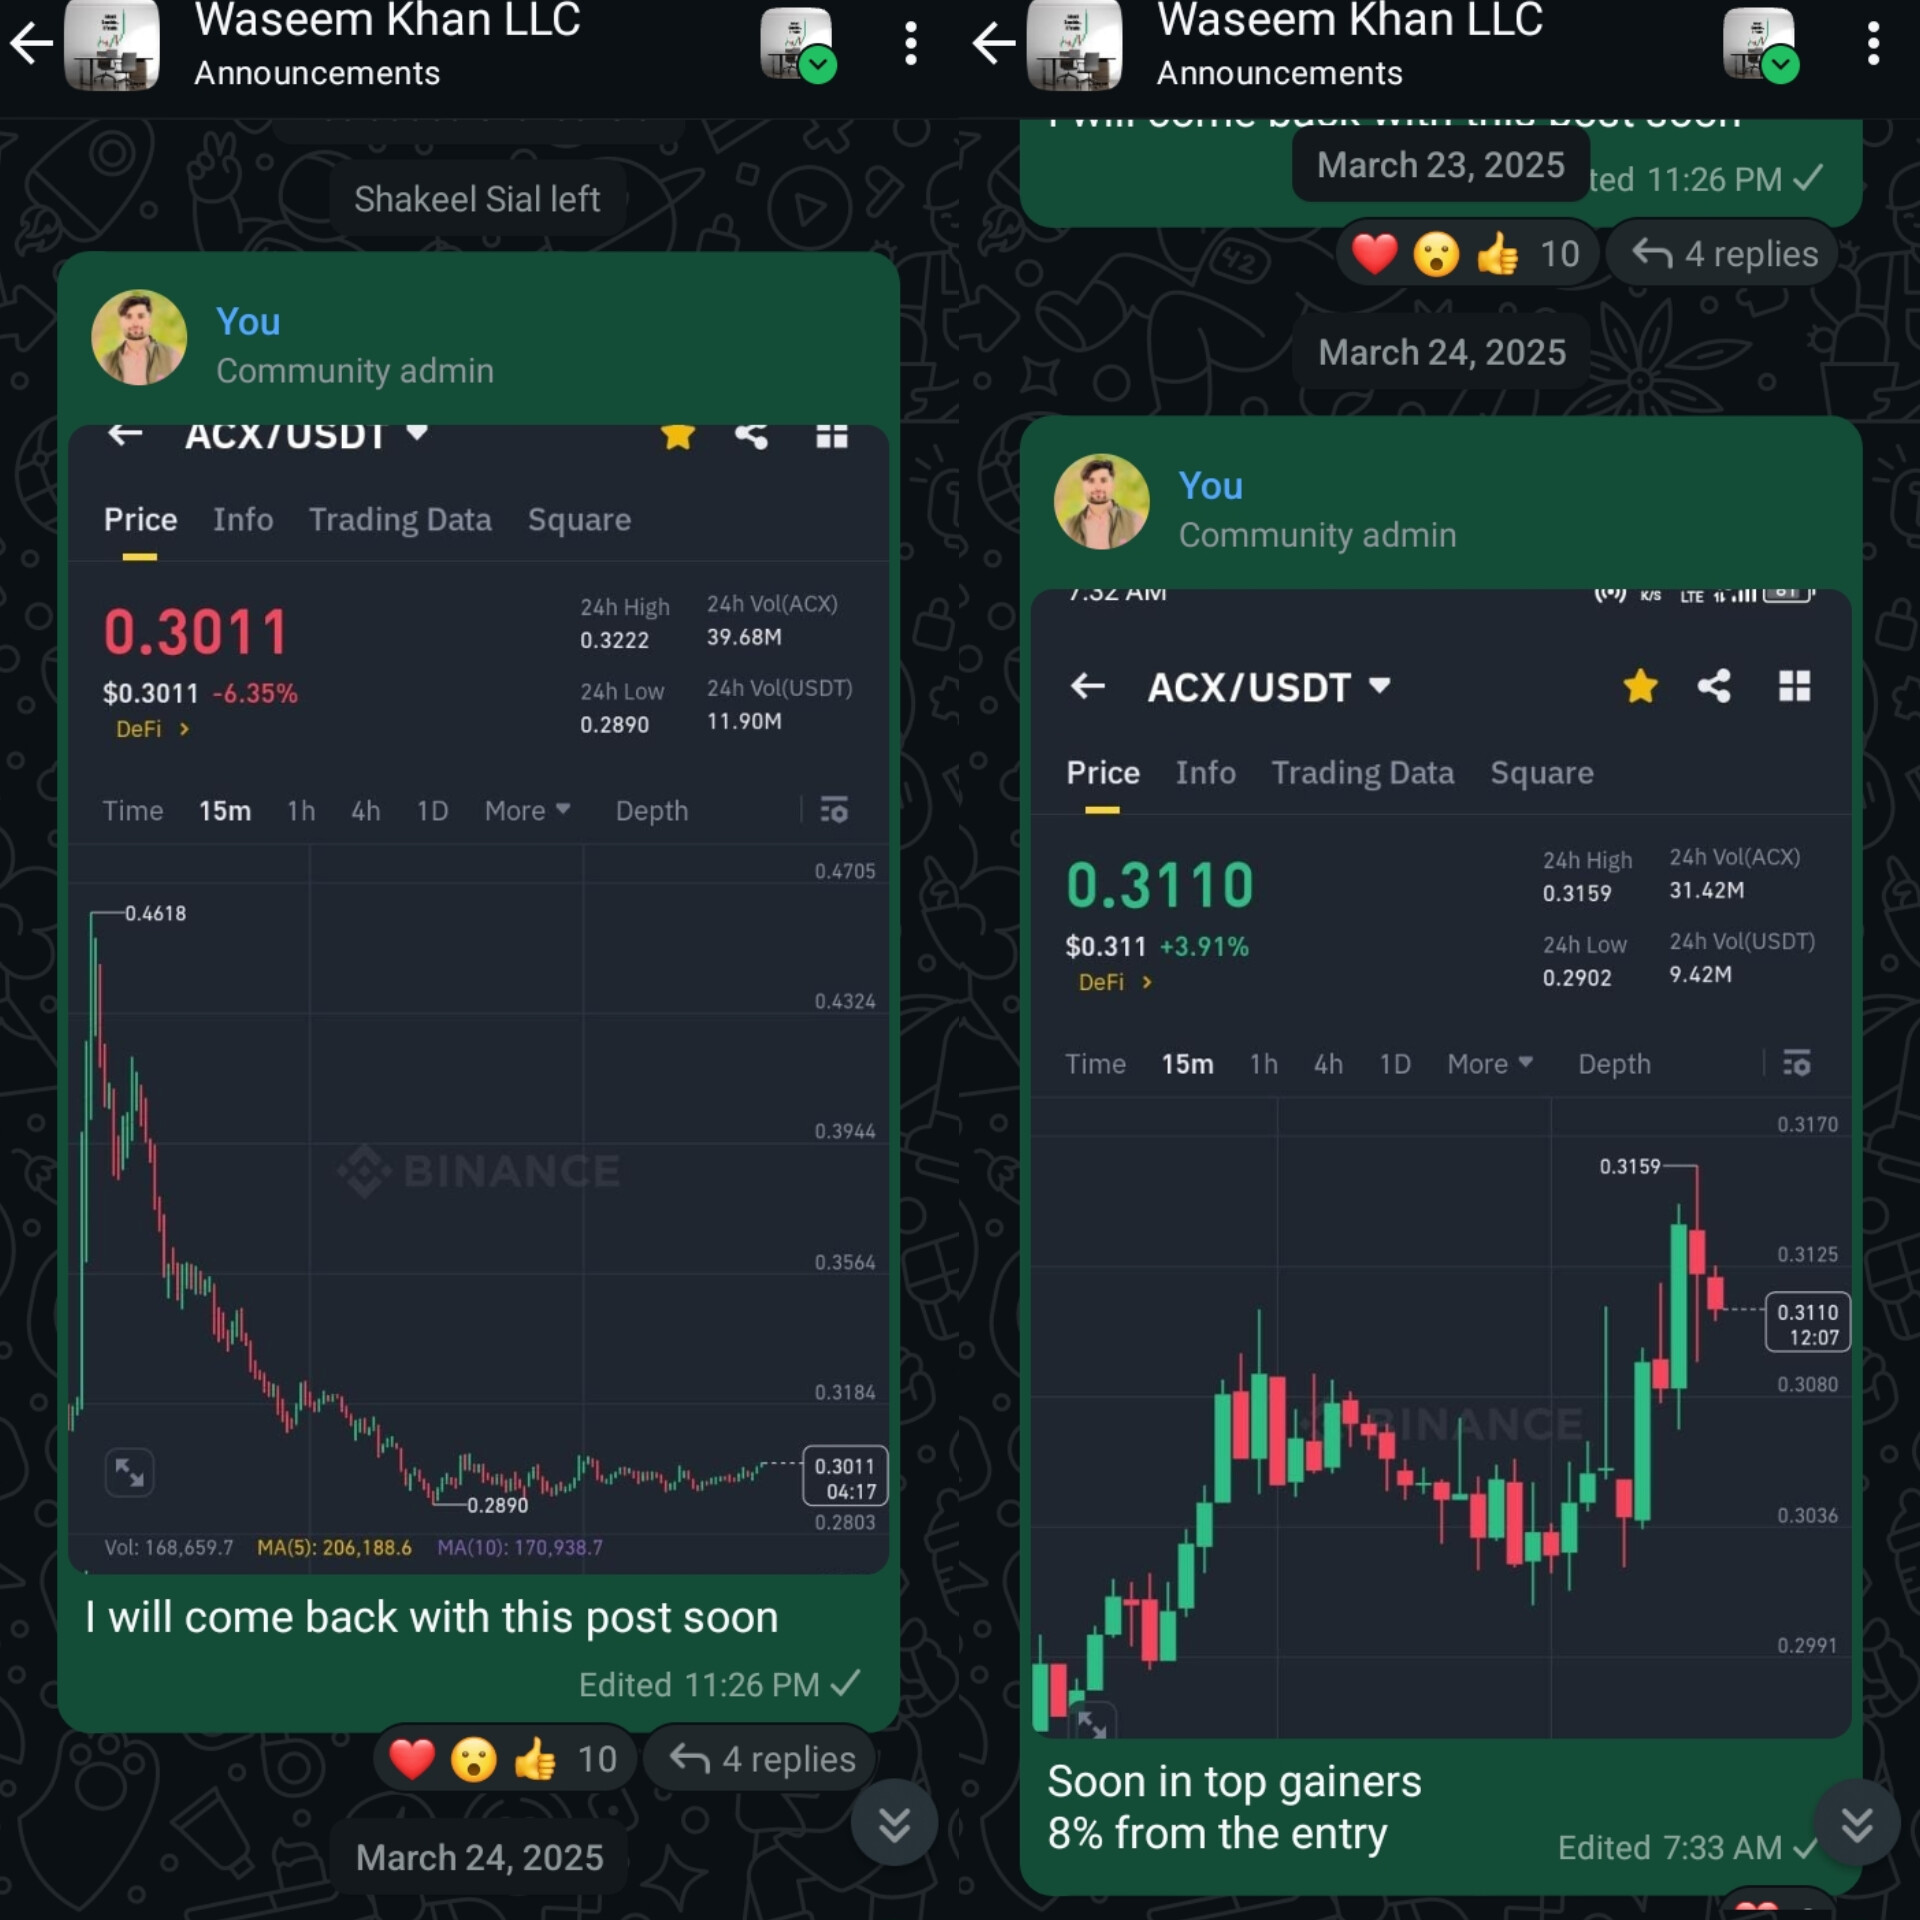 Waseem Khan LLC
Announcements
Shakeel Sial left
You
Community admin
ACX/USDT
Price Info Trading Data Square
0.3011
$0.3011 -6.35%
DeFi >
24h High
0.3222
24h Vol(ACX)
39.68M
24h Low
0.2890
24h Vol(USDT)
11.90M
Time 15m 1h 4h 1D More Depth
0.4705
0.4618
0.4324
0.3944
BINANCE
0.3564
0.3184
0.3011
04:17
0.2890
0.2803
Vol: 168,659.7 MA(5): 206,188.6 MA(10): 170,938.7
I will come back with this post soon
Edited 11:26 PM
10 4 replies
March 24, 2025
Waseem Khan LLC
Announcements
I will come back with this post soon
March 23, 2025
ted 11:26 PM
10 4 replies
March 24, 2025
You
Community admin
7:32 AM K/S LTE 81
ACX/USDT
Price Info Trading Data Square
0.3110
$0.311 +3.91%
DeFi >
24h High
0.3159
24h Vol(ACX)
31.42M
24h Low
0.2902
24h Vol(USDT)
9.42M
Time 15m 1h 4h 1D More Depth
0.3170
0.3159
0.3125
0.3110
12:07
0.3080
BINANCE
0.3036
0.2991
Soon in top gainers
8% from the entry
Edited 7:33 AM